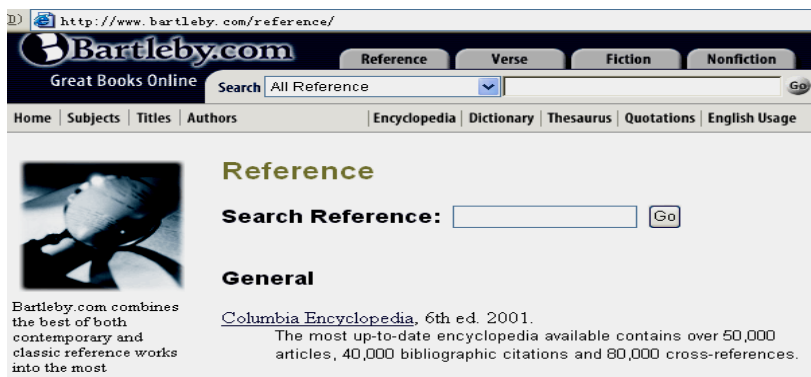 D) http://www.bartleby.com/reference/
Bartleby.com
Reference Verse Fiction Nonfiction
Great Books Online
Search All Reference Go
Home | Subjects | Titles | Authors | Encyclopedia | Dictionary | Thesaurus | Quotations | English Usage
Reference
Search Reference: Go
General
Columbia Encyclopedia, 6th ed. 2001.
The most up-to-date encyclopedia available contains over 50,000
articles, 40,000 bibliographic citations and 80,000 cross-references.
Bartleby.com combines
the best of both
contemporary and
classic reference works
into the most